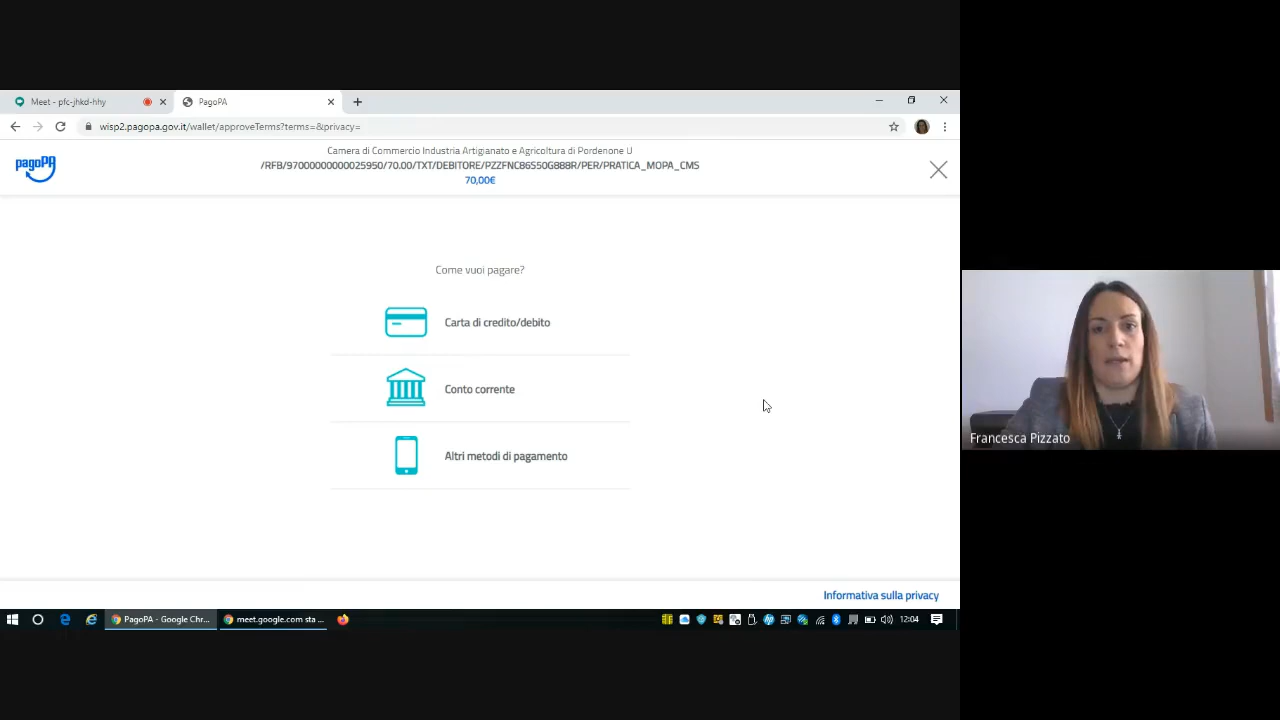 Meet - pfc-jhkd-hhy
PagoPA
wisp2.pagopa.gov.it/wallet/approveTerms?terms=&privacy=
pagoPA
Camera di Commercio Industria Artigianato e Agricoltura di Pordenone U
/RFB/970000000000025950/70.00/TXT/DEBITORE/PZZFNC86S50G888R/PER/PRATICA_MOPA_CMS
70,00€
Come vuoi pagare?
Carta di credito/debito
Conto corrente
Altri metodi di pagamento
Francesca Pizzato
Informativa sulla privacy
PagoPA - Google Chr...
meet.google.com sta ...
12:04